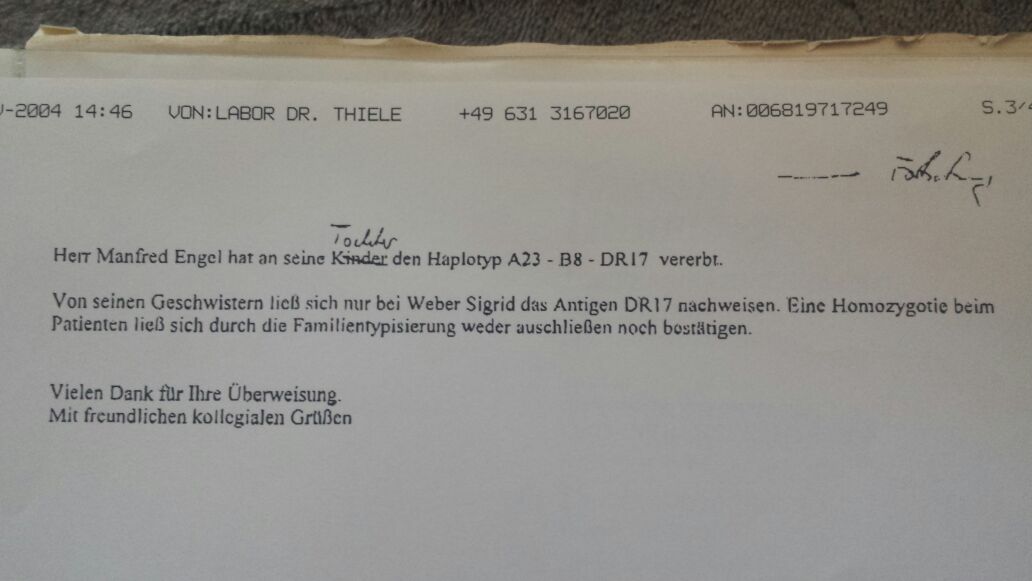 -2004 14:46 VON:LABOR DR. THIELE +49 631 3167020 AN:006819717249 S.3/4
Tochter
Herr Manfred Engel hat an seine Kinder den Haplotyp A23 - B8 - DR17 vererbt.
Von seinen Geschwistern ließ sich nur bei Weber Sigrid das Antigen DR17 nachweisen. Eine Homozygotie beim
Patienten ließ sich durch die Familientypisierung weder auschließen noch bestätigen.
Vielen Dank für Ihre Überweisung.
Mit freundlichen kollegialen Grüßen